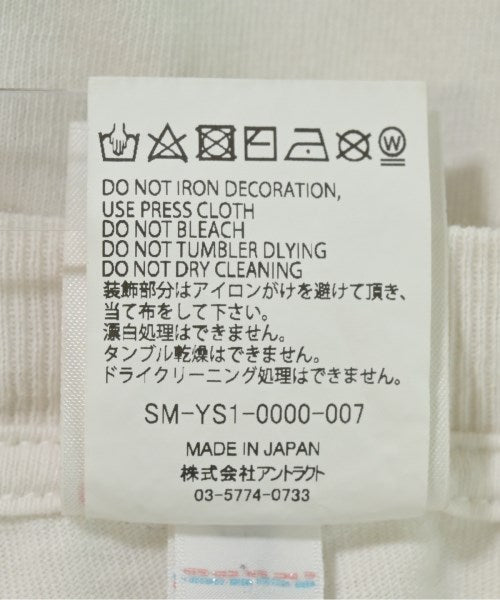 W
DO NOT IRON DECORATION,
USE PRESS CLOTH
DO NOT BLEACH
DO NOT TUMBLER DLYING
DO NOT DRY CLEANING
装飾部分はアイロンがけを避けて頂き、
当て布をして下さい。
漂白処理はできません。
タンブル乾燥はできません。
ドライクリーニング処理はできません。
SM-YS1-0000-007
MADE IN JAPAN
株式会社アントラクト
03-5774-0733